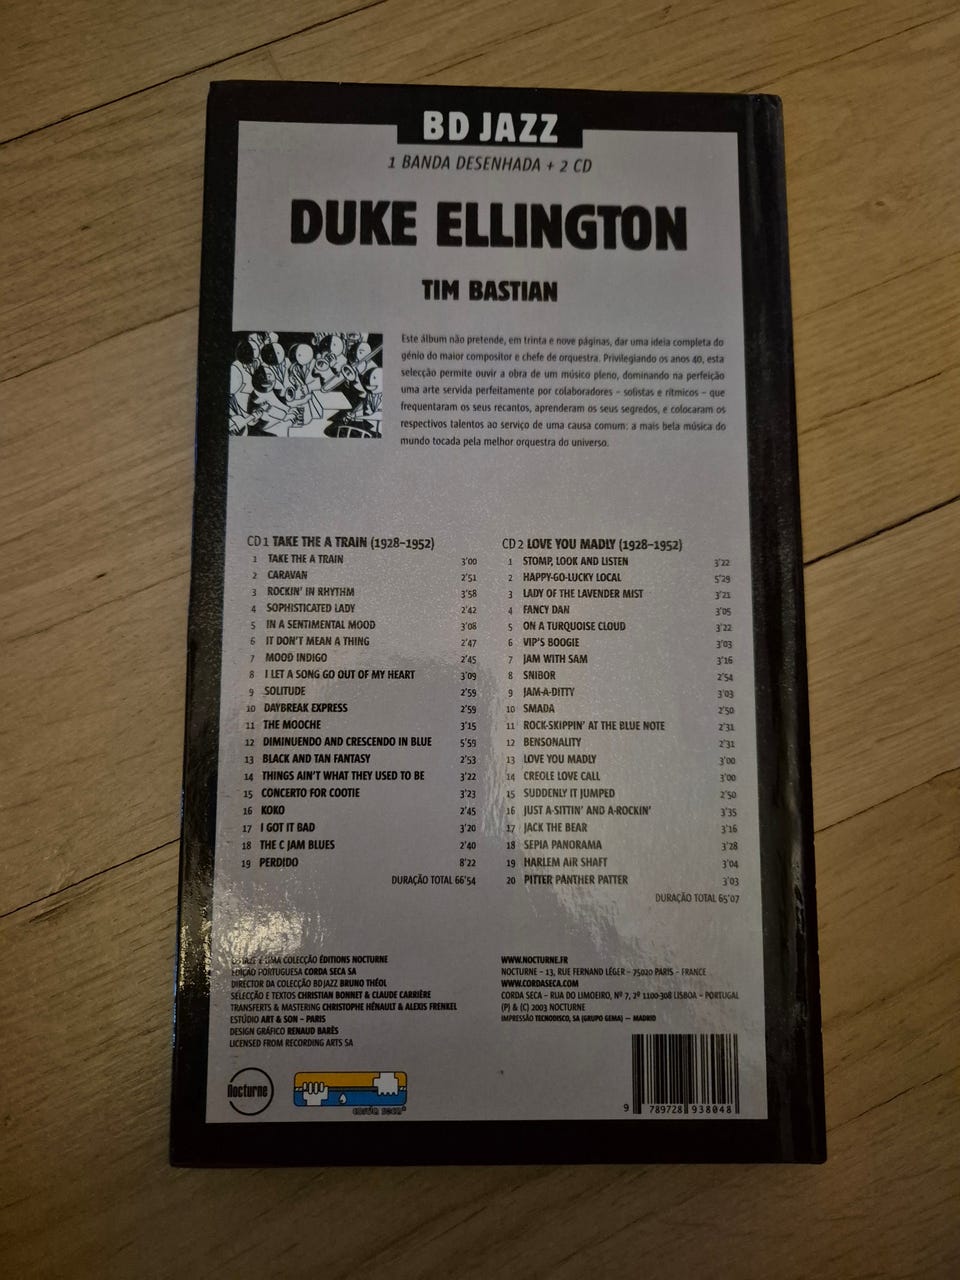 BD JAZZ
1 BANDA DESENHADA + 2 CD
DUKE ELLINGTON
TIM BASTIAN
Este álbum não pretende, em trinta e nove páginas, dar uma ideia completa do
génio do maior compositor e chefe de orquestra. Privilegiando os anos 40, esta
selecção permite ouvir a obra de um músico pleno, dominando na perfeição
uma arte servida perfeitamente por colaboradores – solistas e rítmicos – que
frequentaram os seus recantos, aprenderam os seus segredos, e colocaram os
respectivos talentos ao serviço de uma causa comum: a mais bela música do
mundo tocada pela melhor orquestra do universo.
CD 1 TAKE THE A TRAIN (1928–1952)
1 TAKE THE A TRAIN 3'00
2 CARAVAN 2'51
3 ROCKIN' IN RHYTHM 3'58
4 SOPHISTICATED LADY 2'42
5 IN A SENTIMENTAL MOOD 3'08
6 IT DON'T MEAN A THING 2'47
7 MOOD INDIGO 2'45
8 I LET A SONG GO OUT OF MY HEART 3'09
9 SOLITUDE 2'59
10 DAYBREAK EXPRESS 2'59
11 THE MOOCHE 3'15
12 DIMINUENDO AND CRESCENDO IN BLUE 5'59
13 BLACK AND TAN FANTASY 2'53
14 THINGS AIN'T WHAT THEY USED TO BE 3'22
15 CONCERTO FOR COOTIE 3'23
16 KOKO 2'45
17 I GOT IT BAD 3'20
18 THE C JAM BLUES 2'40
19 PERDIDO 8'22
DURAÇÃO TOTAL 66'54
CD 2 LOVE YOU MADLY (1928–1952)
1 STOMP, LOOK AND LISTEN 3'22
2 HAPPY-GO-LUCKY LOCAL 5'29
3 LADY OF THE LAVENDER MIST 3'21
4 FANCY DAN 3'05
5 ON A TURQUOISE CLOUD 3'22
6 VIP'S BOOGIE 3'03
7 JAM WITH SAM 3'16
8 SNIBOR 2'54
9 JAM-A-DITTY 3'03
10 SMADA 2'50
11 ROCK-SKIPPIN' AT THE BLUE NOTE 2'31
12 BENSONALITY 2'31
13 LOVE YOU MADLY 3'00
14 CREOLE LOVE CALL 3'00
15 SUDDENLY IT JUMPED 2'50
16 JUST A-SITTIN' AND A-ROCKIN' 3'35
17 JACK THE BEAR 3'16
18 SEPIA PANORAMA 3'28
19 HARLEM AIR SHAFT 3'04
20 PITTER PANTHER PATTER 3'03
DURAÇÃO TOTAL 65'07
É UMA COLECÇÃO ÉDITIONS NOCTURNE
EDIÇÃO PORTUGUESA CORDA SECA SA
DIRECTOR DA COLECÇÃO BDJAZZ BRUNO THÉOL
SELECÇÃO E TEXTOS CHRISTIAN BONNET & CLAUDE CARRIÈRE
TRANSFERTS & MASTERING CHRISTOPHE HÉNAULT & ALEXIS FRENKEL
ESTÚDIO ART & SON – PARIS
DESIGN GRÁFICO RENAUD BARÈS
LICENSED FROM RECORDING ARTS SA
WWW.NOCTURNE.FR
NOCTURNE – 13, RUE FERNAND LÉGER – 75020 PARIS – FRANCE
WWW.CORDASECA.COM
CORDA SECA – RUA DO LIMOEIRO, Nº 7, 2º 1100-308 LISBOA – PORTUGAL
(P) & (C) 2003 NOCTURNE
IMPRESSÃO TECNODISCO, SA (GRUPO GEMA) — MADRID
Nocturne
corda seca
9 789728 938048